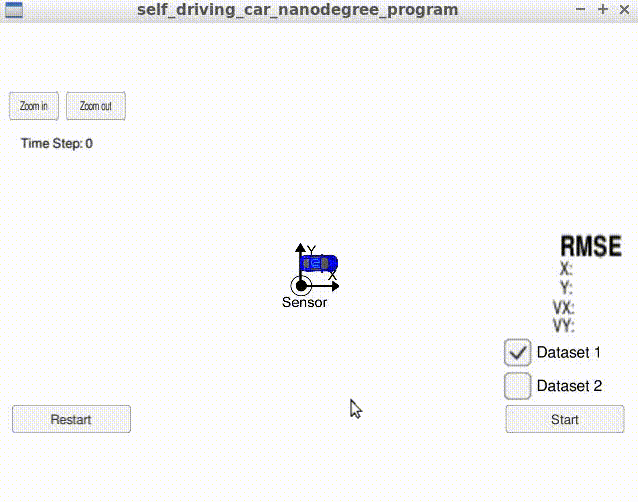 self_driving_car_nanodegree_program
Zoom in Zoom out
Time Step: 0
RMSE
X:
Y:
VX:
VY:
Y
X
Sensor
Dataset 1
Dataset 2
Restart
Start